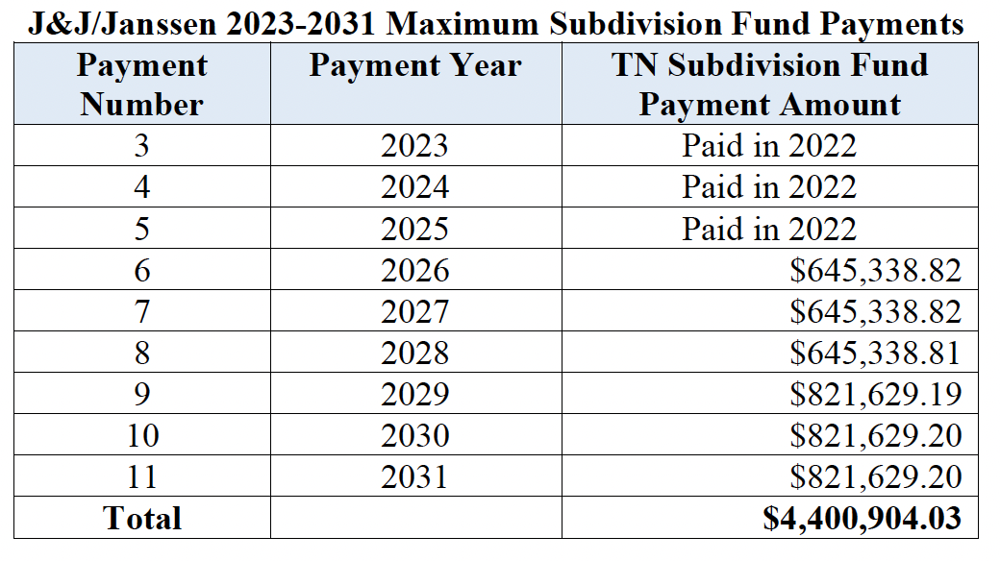 J&J/Janssen 2023-2031 Maximum Subdivision Fund Payments
Payment Number Payment Year TN Subdivision Fund Payment Amount
3 2023 Paid in 2022
4 2024 Paid in 2022
5 2025 Paid in 2022
6 2026 $645,338.82
7 2027 $645,338.82
8 2028 $645,338.81
9 2029 $821,629.19
10 2030 $821,629.20
11 2031 $821,629.20
Total $4,400,904.03